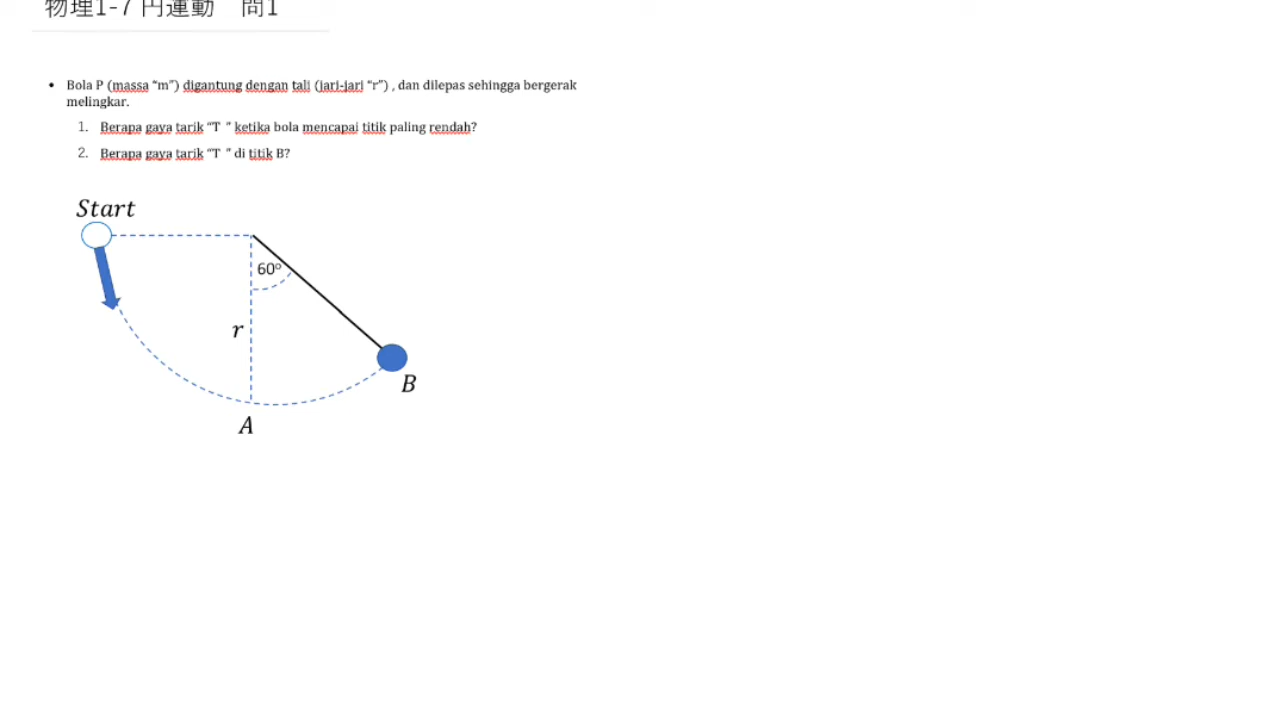 物理1-7 円運動 問1
• Bola P (massa “m”) digantung dengan tali (jari-jari “r”) , dan dilepas sehingga bergerak
melingkar.
1. Berapa gaya tarik “T ” ketika bola mencapai titik paling rendah?
2. Berapa gaya tarik “T ” di titik B?
Start
60°
r
B
A